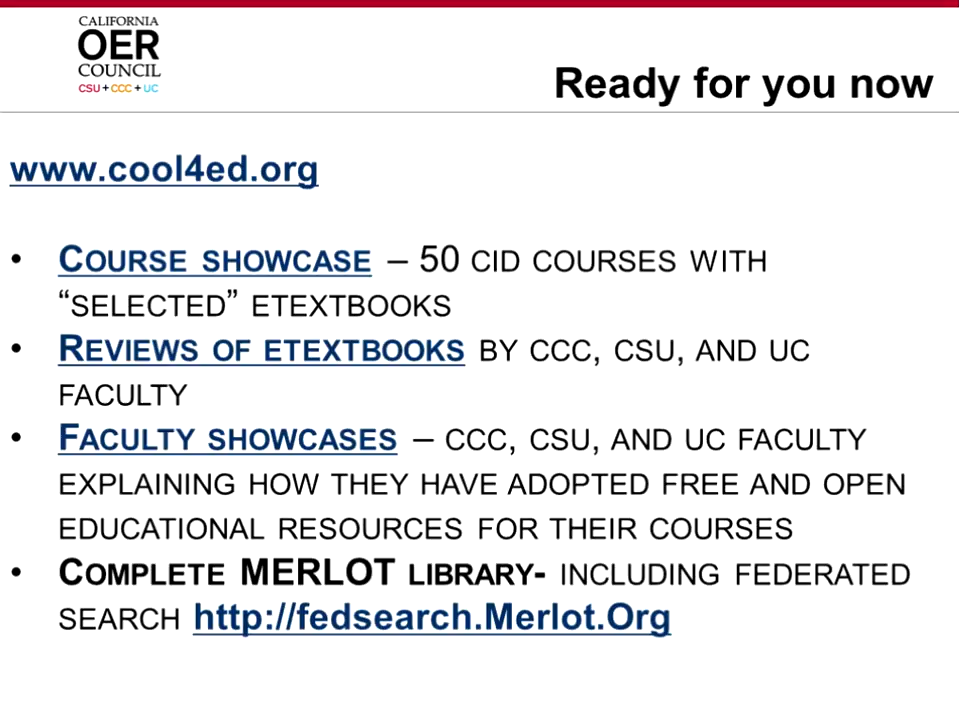 CALIFORNIA
OER
COUNCIL
CSU + CCC + UC
Ready for you now
www.cool4ed.org
• COURSE SHOWCASE – 50 CID COURSES WITH
“SELECTED” ETEXTBOOKS
• REVIEWS OF ETEXTBOOKS BY CCC, CSU, AND UC
FACULTY
• FACULTY SHOWCASES – CCC, CSU, AND UC FACULTY
EXPLAINING HOW THEY HAVE ADOPTED FREE AND OPEN
EDUCATIONAL RESOURCES FOR THEIR COURSES
• COMPLETE MERLOT LIBRARY- INCLUDING FEDERATED
SEARCH http://fedsearch.Merlot.Org